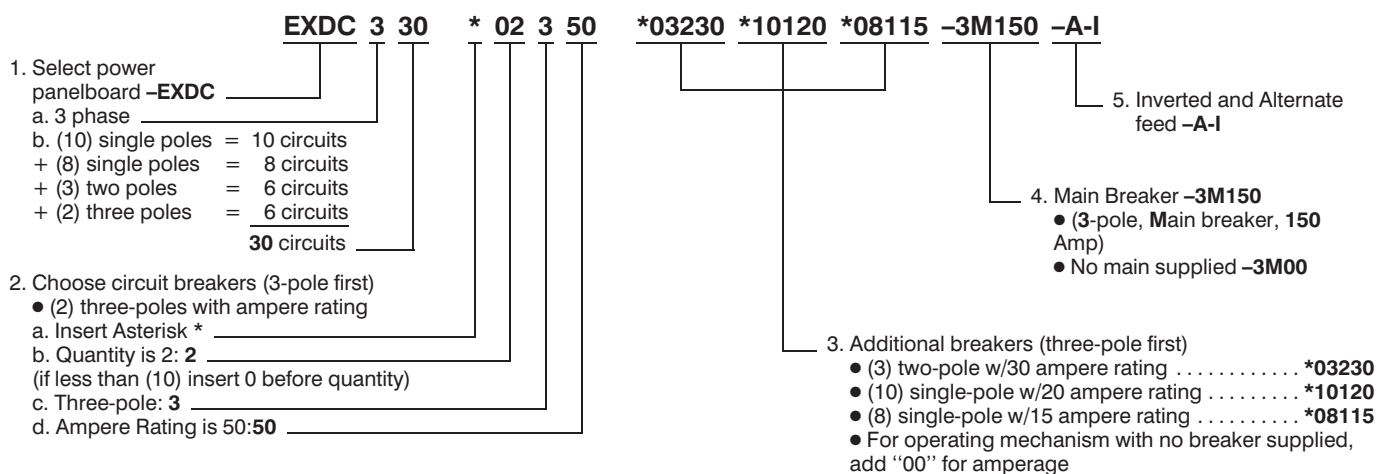 EXDC 3 30 * 02 3 50 *03230 *10120 *08115 –3M150 –A-I
1. Select power
panelboard –EXDC
a. 3 phase
b. (10) single poles = 10 circuits
+ (8) single poles = 8 circuits
+ (3) two poles = 6 circuits
+ (2) three poles = 6 circuits
30 circuits
2. Choose circuit breakers (3-pole first)
● (2) three-poles with ampere rating
a. Insert Asterisk *
b. Quantity is 2: 2
(if less than (10) insert 0 before quantity)
c. Three-pole: 3
d. Ampere Rating is 50:50
5. Inverted and Alternate
feed –A-I
4. Main Breaker –3M150
● (3-pole, Main breaker, 150
Amp)
● No main supplied –3M00
3. Additional breakers (three-pole first)
● (3) two-pole w/30 ampere rating . . . . . . . . . . . . *03230
● (10) single-pole w/20 ampere rating . . . . . . . . . *10120
● (8) single-pole w/15 ampere rating . . . . . . . . . . *08115
● For operating mechanism with no breaker supplied,
add ''00'' for amperage